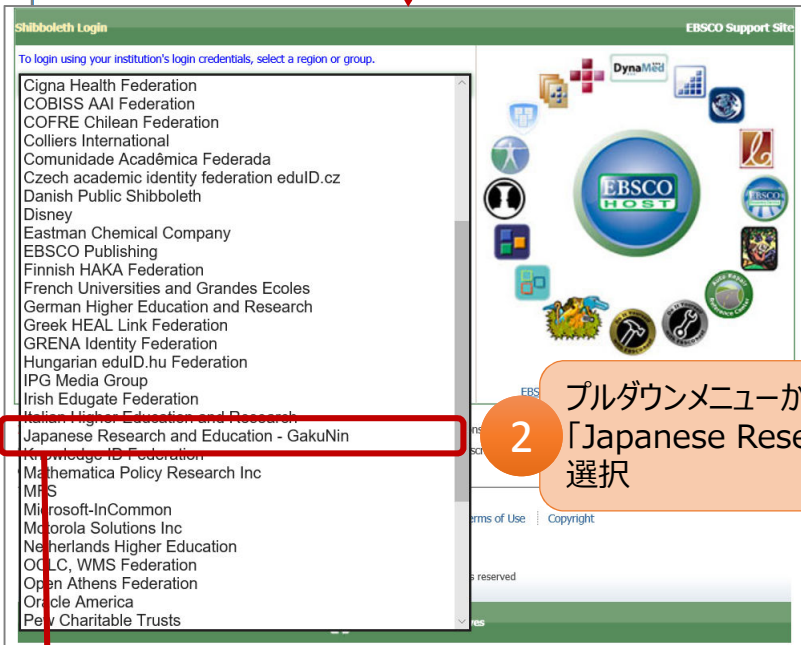 Shibboleth Login
EBSCO Support Site
To login using your institution's login credentials, select a region or group.
Cigna Health Federation
COBISS AAI Federation
COFRE Chilean Federation
Colliers International
Comunidade Acadêmica Federada
Czech academic identity federation eduID.cz
Danish Public Shibboleth
Disney
Eastman Chemical Company
EBSCO Publishing
Finnish HAKA Federation
French Universities and Grandes Ecoles
German Higher Education and Research
Greek HEAL Link Federation
GRENA Identity Federation
Hungarian eduID.hu Federation
IPG Media Group
Irish Edugate Federation
Italian Higher Education and Research
Japanese Research and Education - GakuNin
Knowledge ID Federation
Mathematica Policy Research Inc
MFS
Microsoft-InCommon
Motorola Solutions Inc
Netherlands Higher Education
OCLC, WMS Federation
Open Athens Federation
Oracle America
Pew Charitable Trusts
DynaMed
EBSCO
HOST
EBSCO
Auto Repair
Reference Center
EBS
2
プルダウンメニューか
「Japanese Rese
選択
erms of Use | Copyright
s reserved